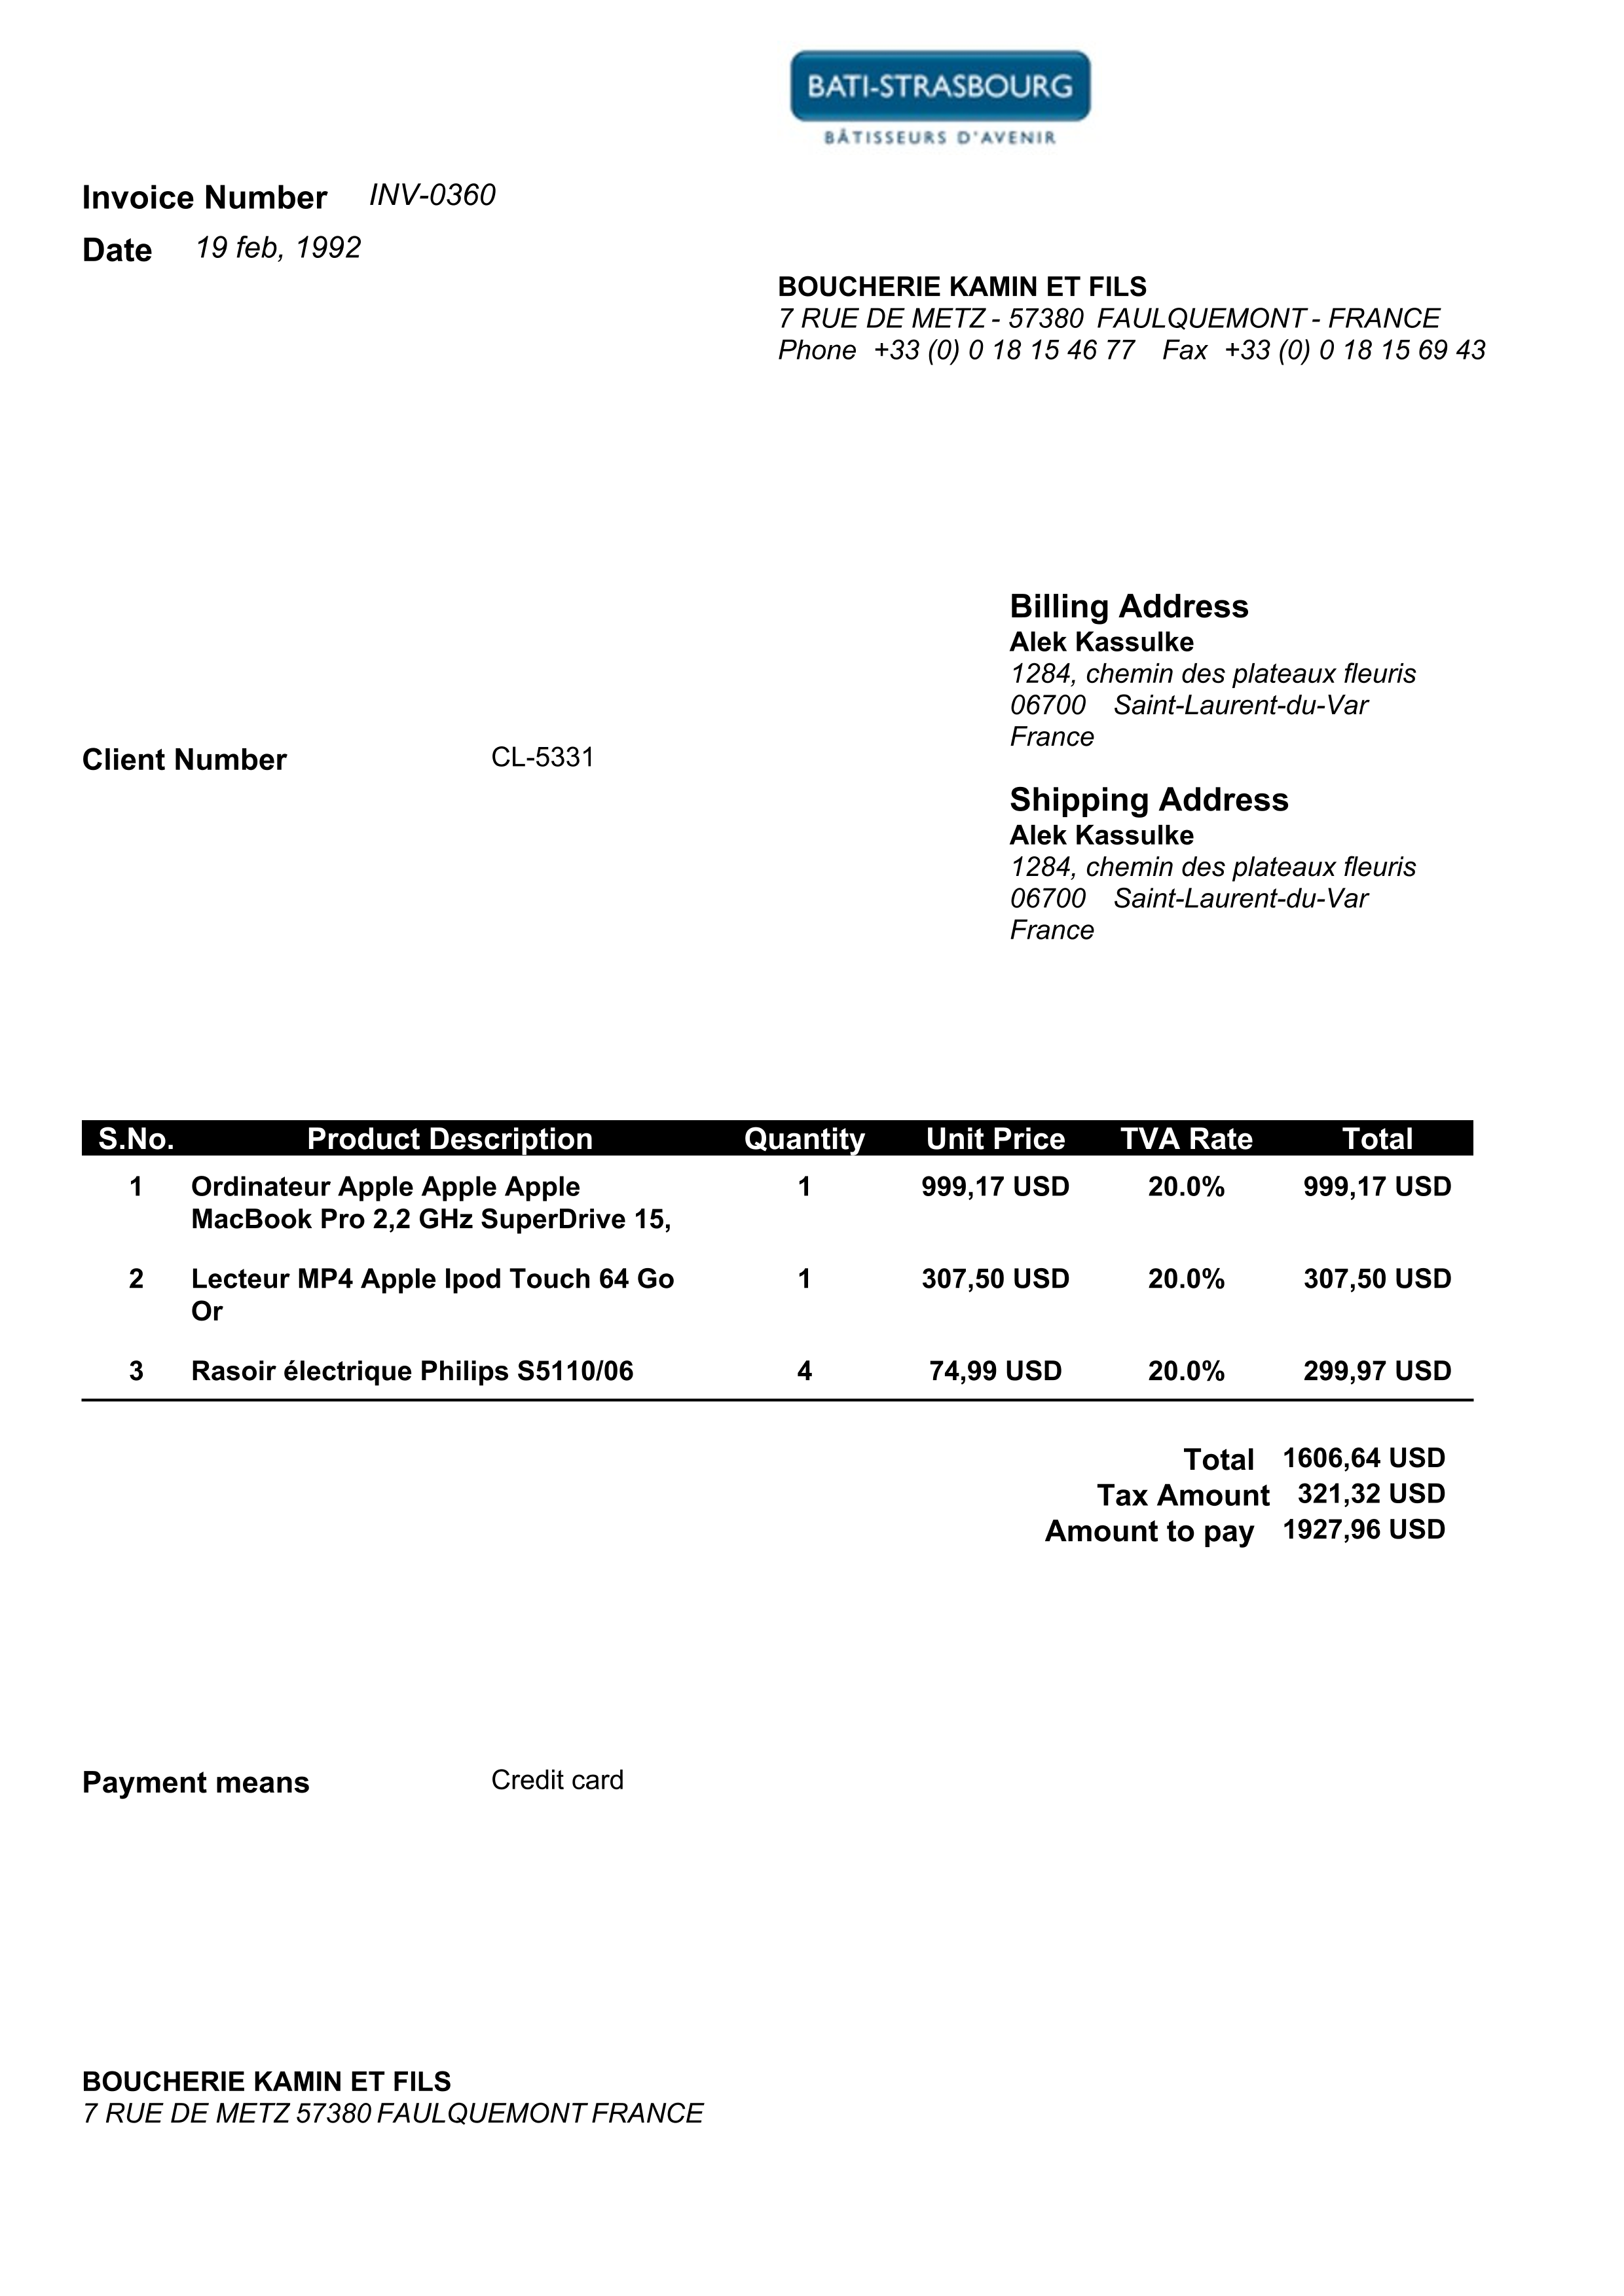 BATI-STRASBOURG
BÂTISSEURS D'AVENIR
Invoice Number INV-0360
Date 19 feb, 1992
BOUCHERIE KAMIN ET FILS
7 RUE DE METZ - 57380 FAULQUEMONT - FRANCE
Phone +33 (0) 0 18 15 46 77 Fax +33 (0) 0 18 15 69 43
Billing Address
Alek Kassulke
1284, chemin des plateaux fleuris
06700 Saint-Laurent-du-Var
France
Client Number CL-5331
Shipping Address
Alek Kassulke
1284, chemin des plateaux fleuris
06700 Saint-Laurent-du-Var
France
S.No. Product Description Quantity Unit Price TVA Rate Total
1 Ordinateur Apple Apple Apple 1 999,17 USD 20.0% 999,17 USD
MacBook Pro 2,2 GHz SuperDrive 15,
2 Lecteur MP4 Apple Ipod Touch 64 Go 1 307,50 USD 20.0% 307,50 USD
Or
3 Rasoir électrique Philips S5110/06 4 74,99 USD 20.0% 299,97 USD
Total 1606,64 USD
Tax Amount 321,32 USD
Amount to pay 1927,96 USD
Payment means Credit card
BOUCHERIE KAMIN ET FILS
7 RUE DE METZ 57380 FAULQUEMONT FRANCE